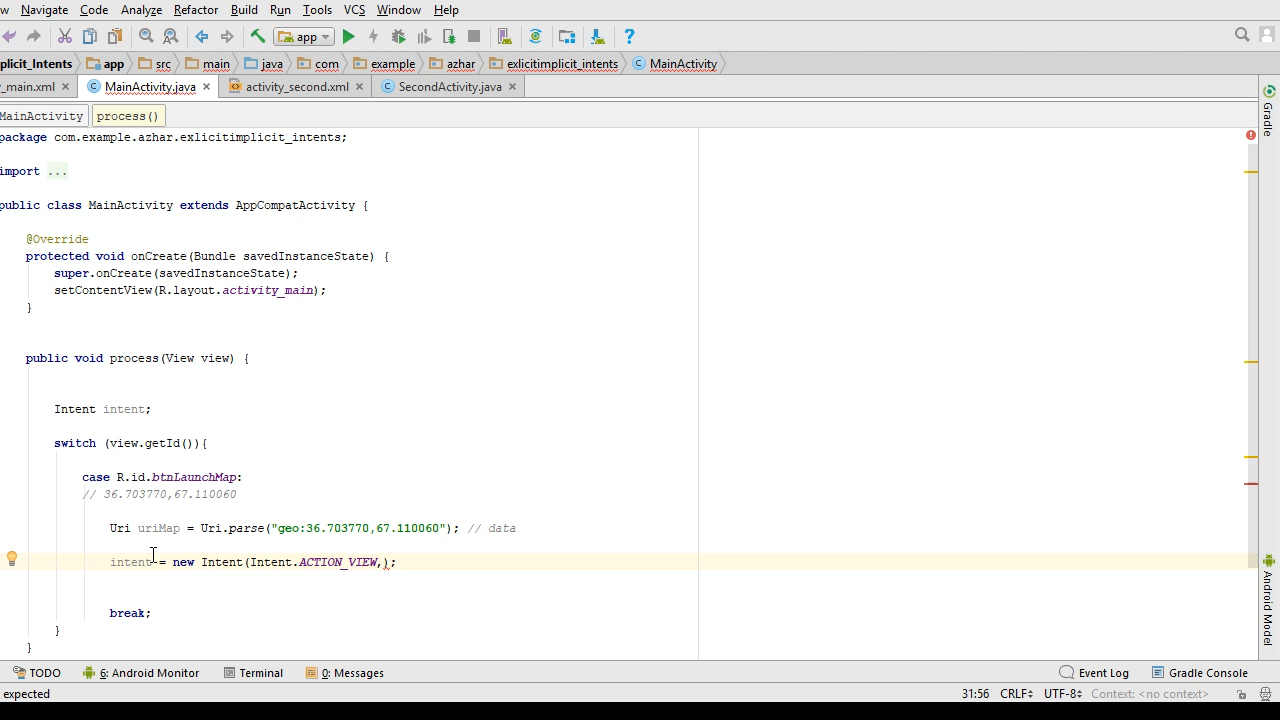 w Navigate Code Analyze Refactor Build Run Tools VCS Window Help
app
plicit_Intents app src main java com example azhar exlicitimplicit_intents MainActivity
_main.xml MainActivity.java activity_second.xml SecondActivity.java
MainActivity process()
package com.example.azhar.exlicitimplicit_intents;
import ...
public class MainActivity extends AppCompatActivity {
@Override
protected void onCreate(Bundle savedInstanceState) {
super.onCreate(savedInstanceState);
setContentView(R.layout.activity_main);
}
public void process(View view) {
Intent intent;
switch (view.getId()){
case R.id.btnLaunchMap:
// 36.703770,67.110060
Uri uriMap = Uri.parse("geo:36.703770,67.110060"); // data
intent = new Intent(Intent.ACTION_VIEW,);
break;
}
}
Gradle
Android Model
TODO 6: Android Monitor Terminal 0: Messages Event Log Gradle Console
expected 31:56 CRLF UTF-8 Context: <no context>